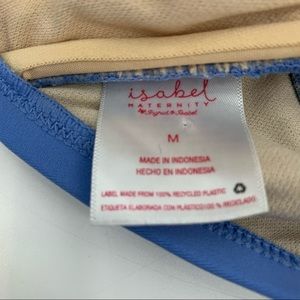 isabel
MATERNITY
by Ingrid & Isabel
M
MADE IN INDONESIA
HECHO EN INDONESIA
LABEL MADE FROM 100% RECYCLED PLASTIC
ETIQUETA ELABORADA CON PLÁSTICO 100 % RECICLADO